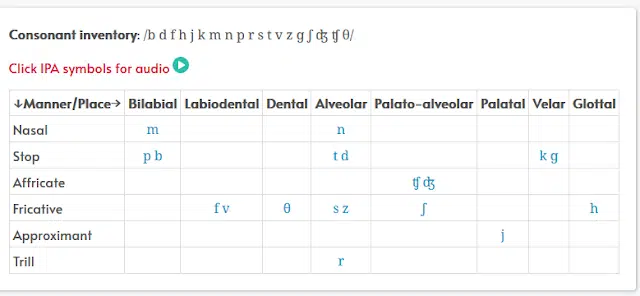 Consonant inventory: /b d f h j k m n p r s t v z ɡ ʃ ʤ ʧ θ/
Click IPA symbols for audio
↓Manner/Place→ Bilabial Labiodental Dental Alveolar Palato-alveolar Palatal Velar Glottal
Nasal m n
Stop p b t d k ɡ
Affricate ʧ ʤ
Fricative f v θ s z ʃ h
Approximant j
Trill r